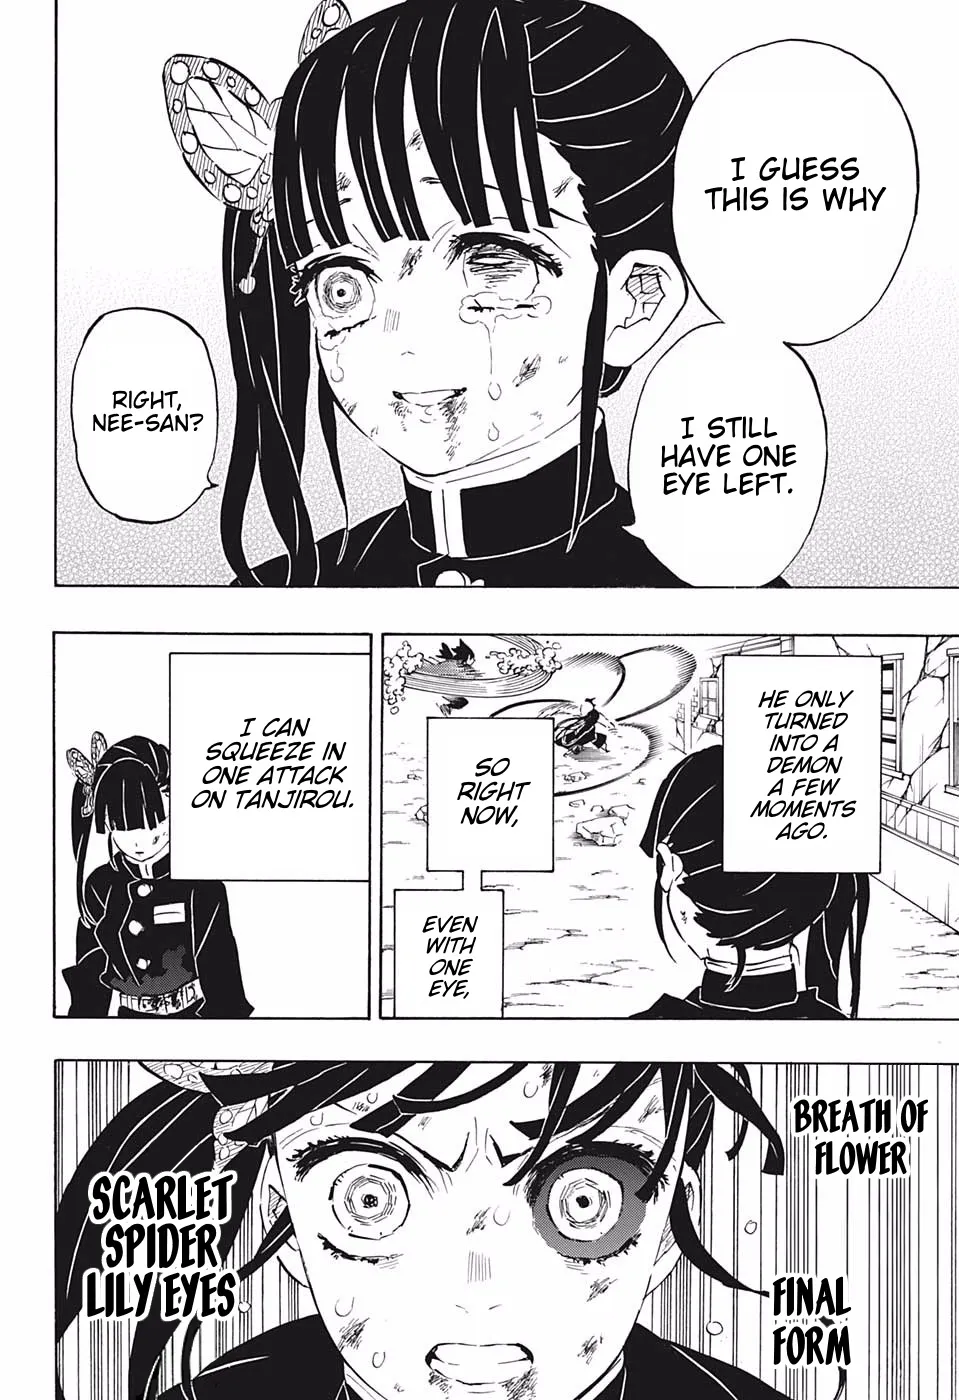 I GUESS
THIS IS WHY
I STILL
HAVE ONE
EYE LEFT.
RIGHT,
NEE-SAN?
HE ONLY
TURNED
INTO A
DEMON
A FEW
MOMENTS
AGO.
SO
RIGHT
NOW,
EVEN
WITH
ONE
EYE,
I CAN
SQUEEZE IN
ONE ATTACK
ON TANJIROU.
BREATH OF
FLOWER
FINAL
FORM
SCARLET
SPIDER
LILY EYES